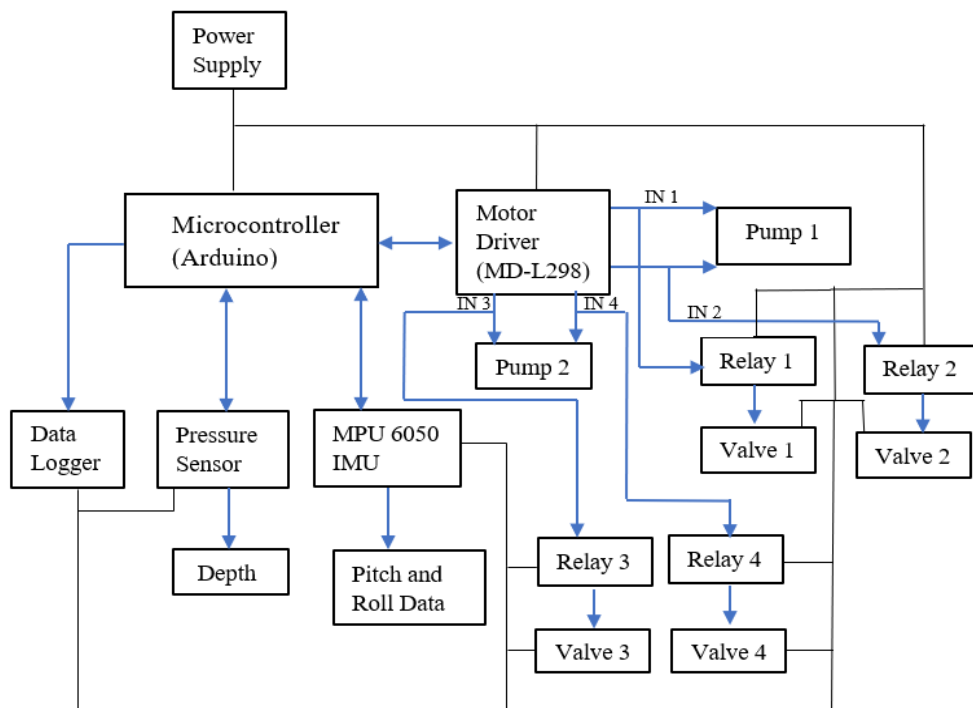 Power
Supply
Microcontroller
(Arduino)
Motor
Driver
(MD-L298)
IN 1
Pump 1
IN 2
IN 3
IN 4
Pump 2
Relay 1
Relay 2
Data
Logger
Pressure
Sensor
MPU 6050
IMU
Valve 1
Valve 2
Depth
Pitch and
Roll Data
Relay 3
Relay 4
Valve 3
Valve 4